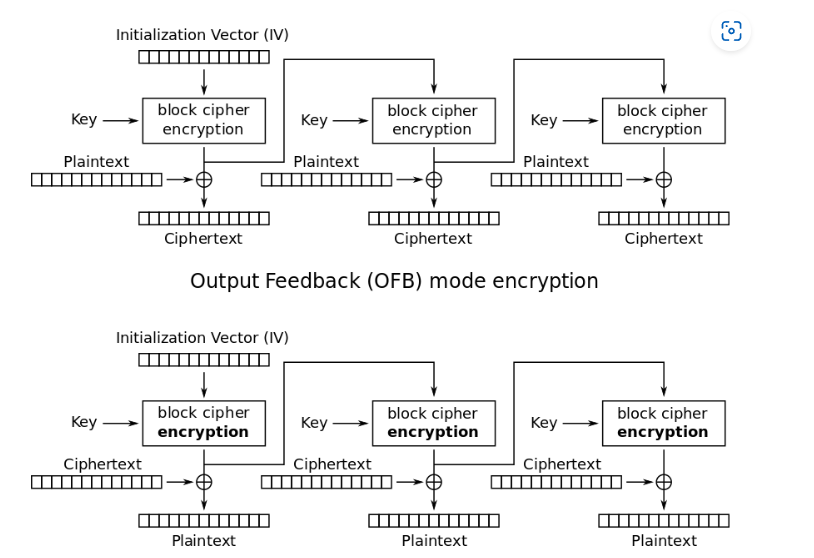 Initialization Vector (IV)
Key
block cipher
encryption
Key
block cipher
encryption
Key
block cipher
encryption
Plaintext
Plaintext
Plaintext
Ciphertext
Ciphertext
Ciphertext
Output Feedback (OFB) mode encryption
Initialization Vector (IV)
Key
block cipher
encryption
Key
block cipher
encryption
Key
block cipher
encryption
Ciphertext
Ciphertext
Ciphertext
Plaintext
Plaintext
Plaintext